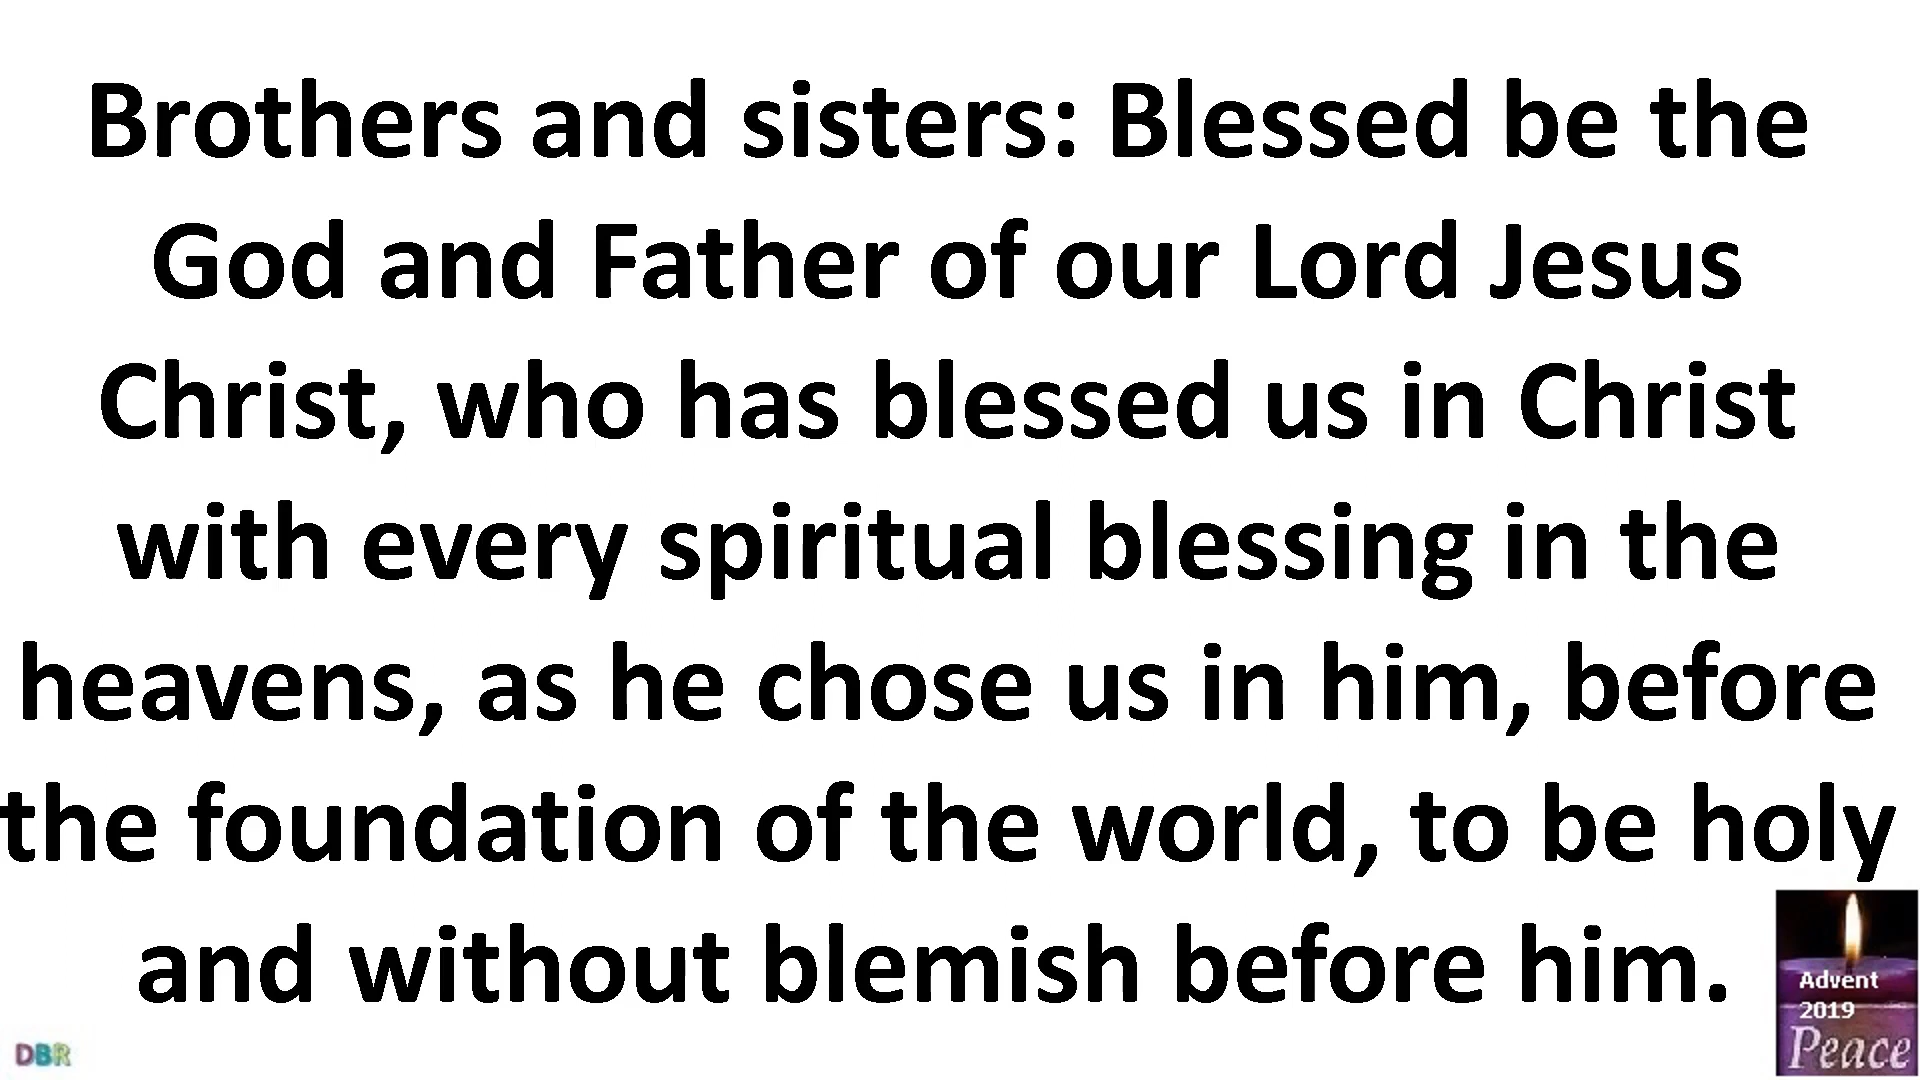 Brothers and sisters: Blessed be the
God and Father of our Lord Jesus
Christ, who has blessed us in Christ
with every spiritual blessing in the
heavens, as he chose us in him, before
the foundation of the world, to be holy
and without blemish before him.
Advent
2019
Peace
DBR